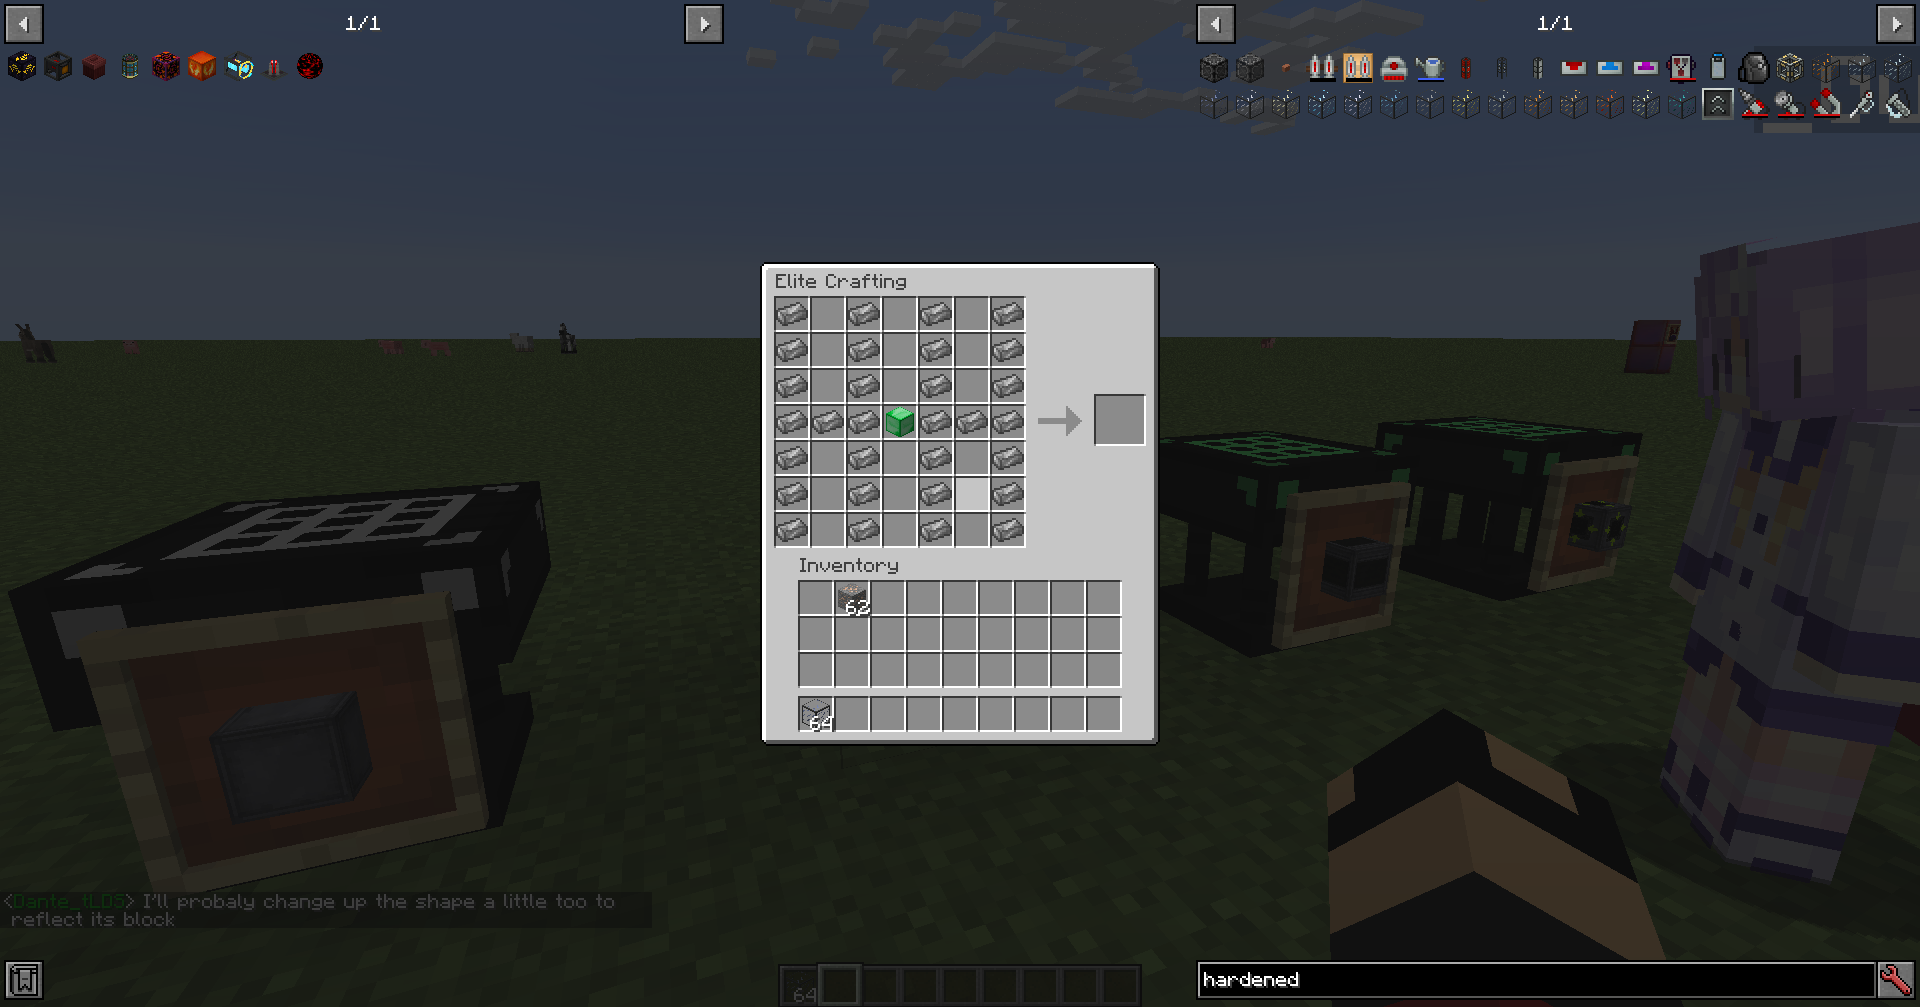 1/1
1/1
Elite Crafting
Inventory
62
64
<Dante_tLDS> I'll probaly change up the shape a little too to
reflect its block
64
hardened